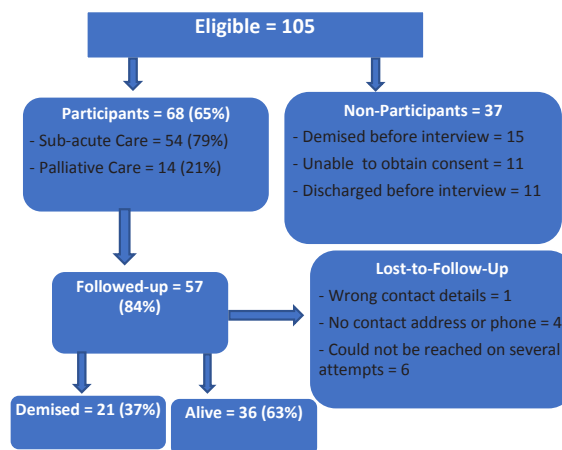 Eligible = 105
Participants = 68 (65%)
- Sub-acute Care = 54 (79%)
- Palliative Care = 14 (21%)
Non-Participants = 37
- Demised before interview = 15
- Unable to obtain consent = 11
- Discharged before interview = 11
Followed-up = 57
(84%)
Lost-to-Follow-Up
- Wrong contact details = 1
- No contact address or phone = 4
- Could not be reached on several
attempts = 6
Demised = 21 (37%)
Alive = 36 (63%)